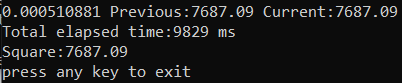 0.000510881 Previous:7687.09 Current:7687.09
Total elapsed time:9829 ms
Square:7687.09
press any key to exit